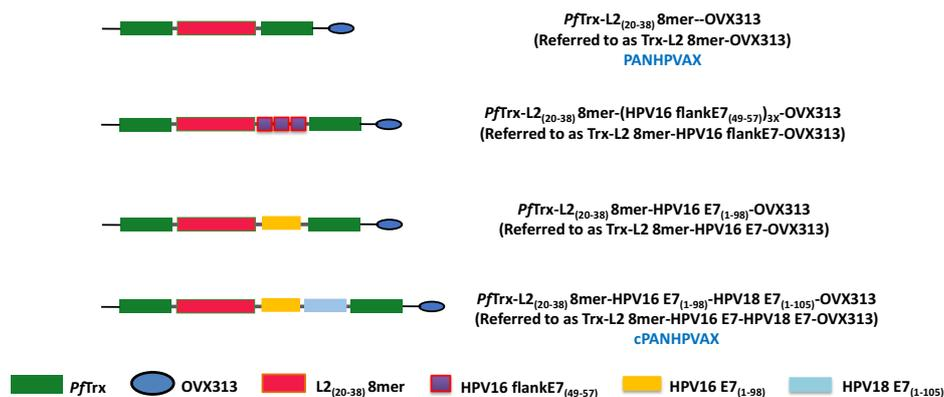 PfTrx-L2(20-38) 8mer--OVX313
(Referred to as Trx-L2 8mer-OVX313)
PANHPVAX
PfTrx-L2(20-38) 8mer-(HPV16 flankE7(49-57))3X-OVX313
(Referred to as Trx-L2 8mer-HPV16 flankE7-OVX313)
PfTrx-L2(20-38) 8mer-HPV16 E7(1-98)-OVX313
(Referred to as Trx-L2 8mer-HPV16 E7-OVX313)
PfTrx-L2(20-38) 8mer-HPV16 E7(1-98)-HPV18 E7(1-105)-OVX313
(Referred to as Trx-L2 8mer-HPV16 E7-HPV18 E7-OVX313)
cPANHPVAX
PfTrx OVX313 L2(20-38) 8mer HPV16 flankE7(49-57) HPV16 E7(1-98) HPV18 E7(1-105)